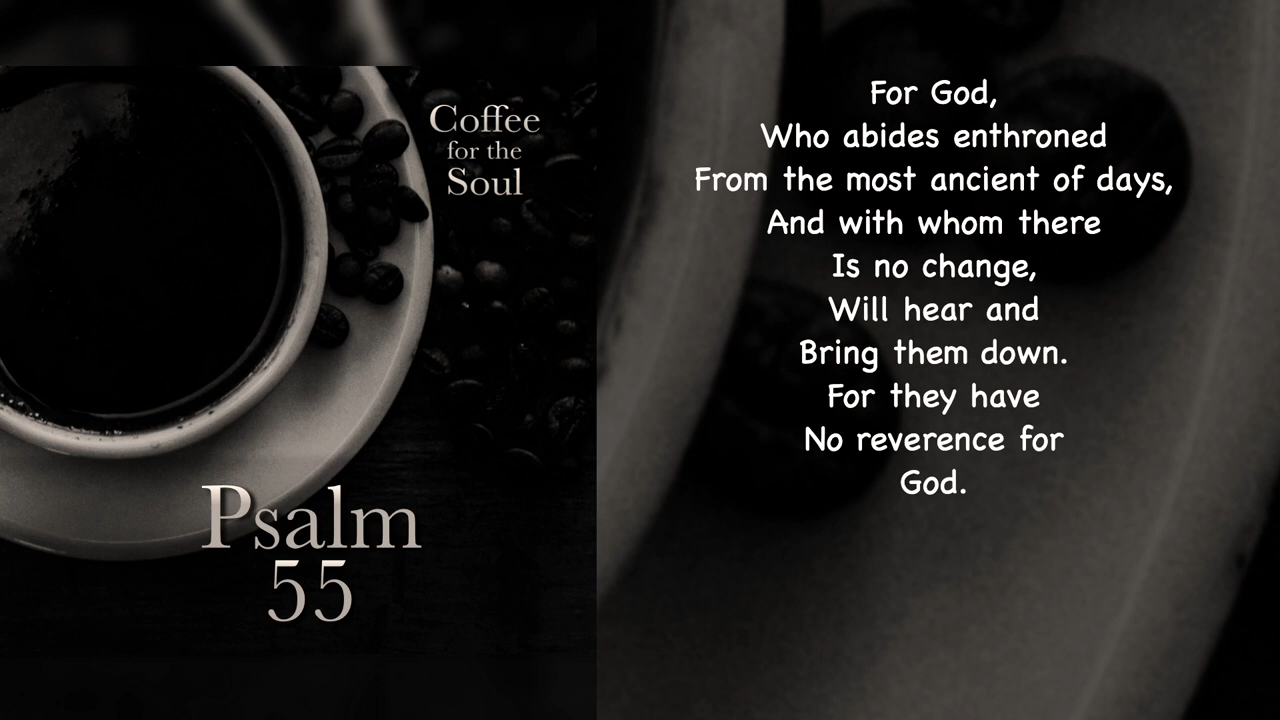 Coffee
for the
Soul
Psalm
55
For God,
Who abides enthroned
From the most ancient of days,
And with whom there
Is no change,
Will hear and
Bring them down.
For they have
No reverence for
God.